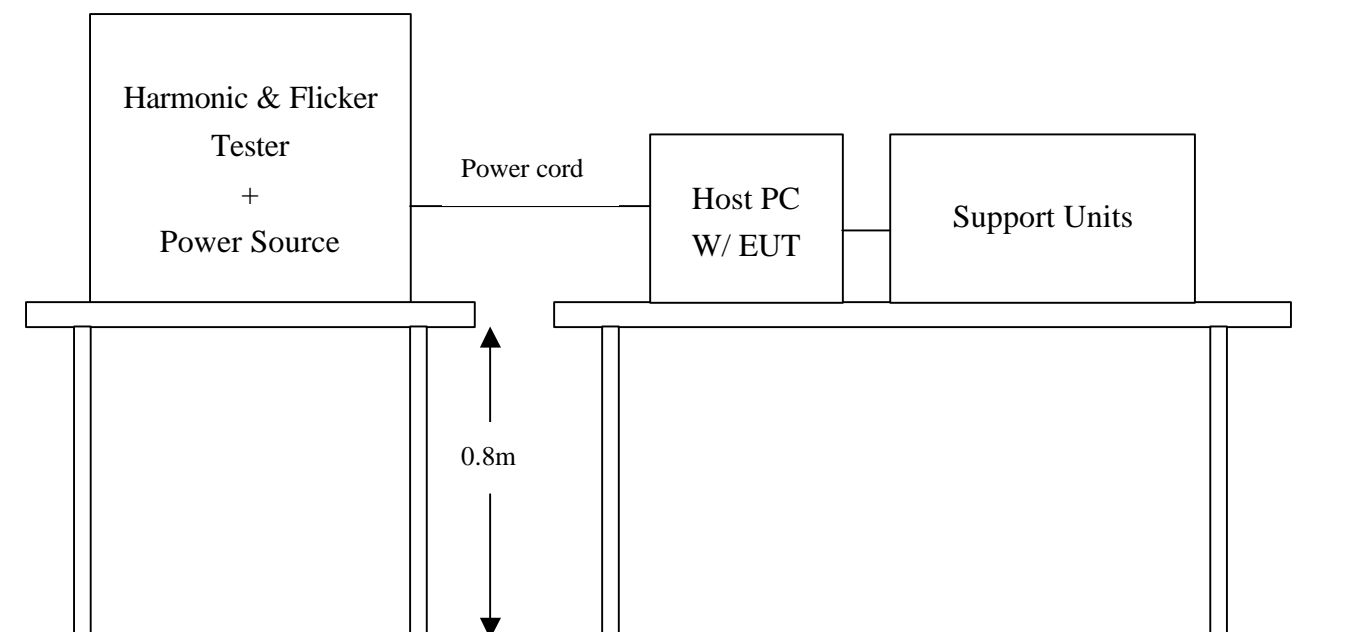 Harmonic & Flicker
Tester
+
Power Source
Power cord
Host PC
W/ EUT
Support Units
0.8m